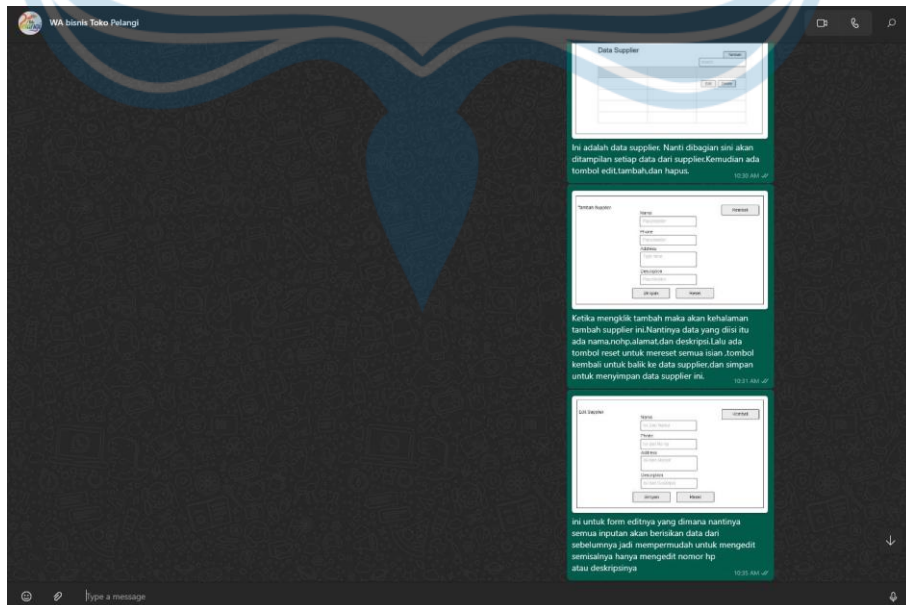 WA bisnis Toko Pelangi
Data Supplier
Ini adalah data supplier. Nanti dibagian sini akan
ditampilan setiap data dari supplier.Kemudian ada
tombol edit,tambah,dan hapus.
10:30 AM
Tambah Supplier
Name
Phone
Address
Description
Simpan
Reset
Ketika mengklik tambah maka akan kehalaman
tambah supplier ini.Nantinya data yang diisi itu
ada nama,nohp,alamat,dan deskripsi.Lalu ada
tombol reset untuk mereset semua isian .tombol
kembali untuk balik ke data supplier,dan simpan
untuk menyimpan data supplier ini.
10:31 AM
Edit Supplier
Name
Phone
Address
Description
Simpan
Reset
ini untuk form editnya yang dimana nantinya
semua inputan akan berisikan data dari
sebelumnya jadi mempermudah untuk mengedit
semisalnya hanya mengedit nomor hp
atau deskripsinya
10:35 AM
Type a message